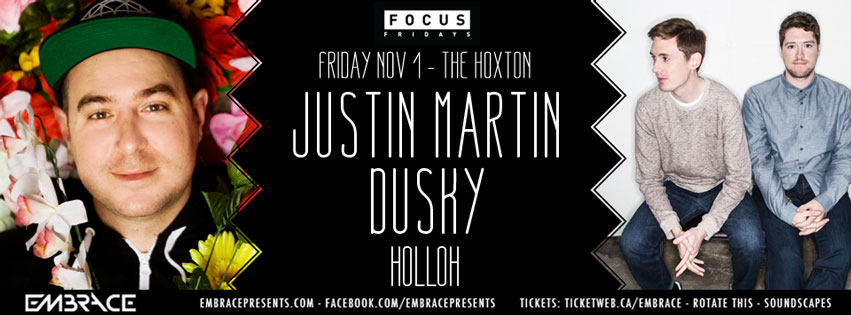 FOCUS
FRIDAYS
FRIDAY NOV 1 - THE HOXTON
JUSTIN MARTIN
DUSKY
HOLLOH
EMBRACE
EMBRACEPRESENTS.COM - FACEBOOK.COM/EMBRACEPRESENTS
TICKETS: TICKETWEB.CA/EMBRACE - ROTATE THIS - SOUNDSCAPES